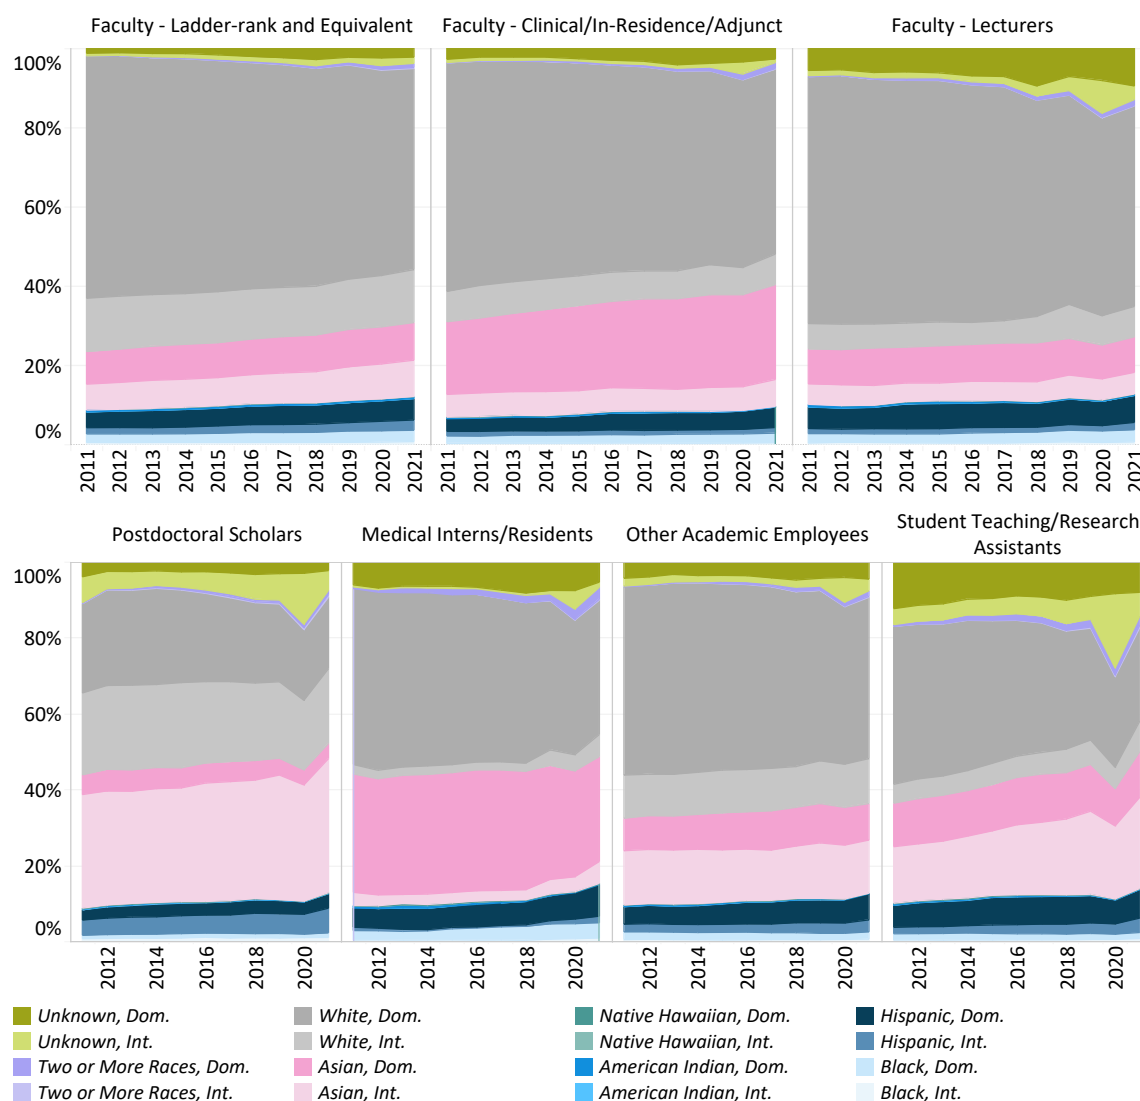 Faculty - Ladder-rank and Equivalent
Faculty - Clinical/In-Residence/Adjunct
Faculty - Lecturers
100%
80%
60%
40%
20%
0%
2011 2012 2013 2014 2015 2016 2017 2018 2019 2020 2021
2011 2012 2013 2014 2015 2016 2017 2018 2019 2020 2021
2011 2012 2013 2014 2015 2016 2017 2018 2019 2020 2021
Postdoctoral Scholars
Medical Interns/Residents
Other Academic Employees
Student Teaching/Research
Assistants
100%
80%
60%
40%
20%
0%
2012 2014 2016 2018 2020
2012 2014 2016 2018 2020
2012 2014 2016 2018 2020
2012 2014 2016 2018 2020
Unknown, Dom.
White, Dom.
Native Hawaiian, Dom.
Hispanic, Dom.
Unknown, Int.
White, Int.
Native Hawaiian, Int.
Hispanic, Int.
Two or More Races, Dom.
Asian, Dom.
American Indian, Dom.
Black, Dom.
Two or More Races, Int.
Asian, Int.
American Indian, Int.
Black, Int.